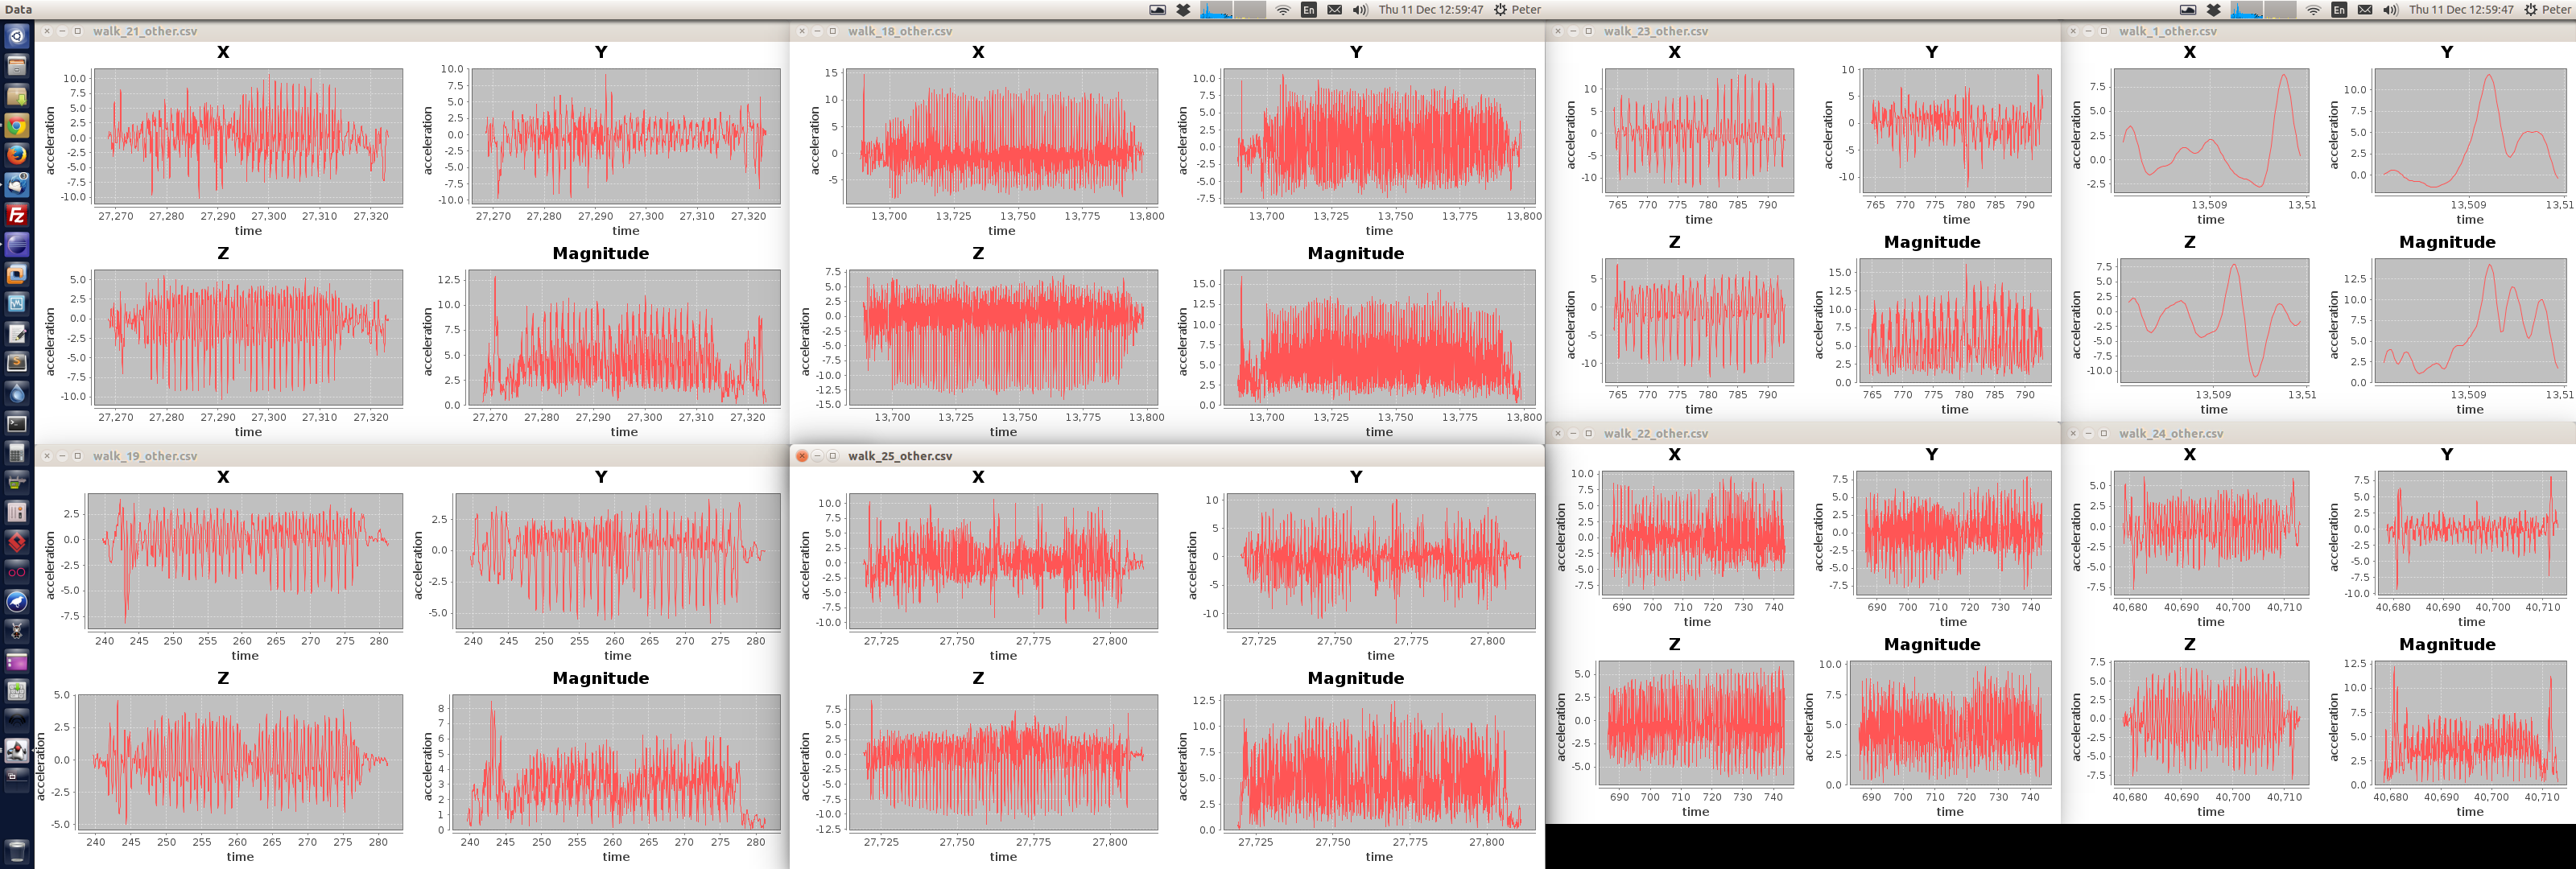 Data
En Thu 11 Dec 12:59:47 Peter
En Thu 11 Dec 12:59:47 Peter
walk_21_other.csv
X
acceleration
10.0
7.5
5.0
2.5
0.0
-2.5
-5.0
-7.5
-10.0
27,270 27,280 27,290 27,300 27,310 27,320
time
Y
acceleration
10.0
7.5
5.0
2.5
0.0
-2.5
-5.0
-7.5
-10.0
27,270 27,280 27,290 27,300 27,310 27,320
time
Z
acceleration
5.0
2.5
0.0
-2.5
-5.0
-7.5
-10.0
27,270 27,280 27,290 27,300 27,310 27,320
time
Magnitude
acceleration
12.5
10.0
7.5
5.0
2.5
0.0
27,270 27,280 27,290 27,300 27,310 27,320
time
walk_18_other.csv
X
acceleration
15
10
5
0
-5
13,700 13,725 13,750 13,775 13,800
time
Y
acceleration
10.0
7.5
5.0
2.5
0.0
-2.5
-5.0
-7.5
13,700 13,725 13,750 13,775 13,800
time
Z
acceleration
7.5
5.0
2.5
0.0
-2.5
-5.0
-7.5
-10.0
-12.5
-15.0
13,700 13,725 13,750 13,775 13,800
time
Magnitude
acceleration
15.0
12.5
10.0
7.5
5.0
2.5
0.0
13,700 13,725 13,750 13,775 13,800
time
walk_23_other.csv
X
acceleration
10
5
0
-5
-10
765 770 775 780 785 790
time
Y
acceleration
10
5
0
-5
-10
765 770 775 780 785 790
time
Z
acceleration
5
0
-5
-10
765 770 775 780 785 790
time
Magnitude
acceleration
15.0
12.5
10.0
7.5
5.0
2.5
0.0
765 770 775 780 785 790
time
walk_1_other.csv
X
acceleration
7.5
5.0
2.5
0.0
-2.5
13,509 13,51
time
Y
acceleration
10.0
7.5
5.0
2.5
0.0
13,509 13,51
time
Z
acceleration
7.5
5.0
2.5
0.0
-2.5
-5.0
-7.5
-10.0
13,509 13,51
time
Magnitude
acceleration
12.5
10.0
7.5
5.0
2.5
0.0
13,509 13,51
time
walk_19_other.csv
X
acceleration
2.5
0.0
-2.5
-5.0
-7.5
240 245 250 255 260 265 270 275 280
time
Y
acceleration
2.5
0.0
-2.5
-5.0
240 245 250 255 260 265 270 275 280
time
Z
acceleration
5.0
2.5
0.0
-2.5
-5.0
240 245 250 255 260 265 270 275 280
time
Magnitude
acceleration
8
7
6
5
4
3
2
1
0
240 245 250 255 260 265 270 275 280
time
walk_25_other.csv
X
acceleration
10.0
7.5
5.0
2.5
0.0
-2.5
-5.0
-7.5
-10.0
27,725 27,750 27,775 27,800
time
Y
acceleration
10
5
0
-5
-10
27,725 27,750 27,775 27,800
time
Z
acceleration
7.5
5.0
2.5
0.0
-2.5
-5.0
-7.5
-10.0
-12.5
27,725 27,750 27,775 27,800
time
Magnitude
acceleration
12.5
10.0
7.5
5.0
2.5
0.0
27,725 27,750 27,775 27,800
time
walk_22_other.csv
X
acceleration
10.0
7.5
5.0
2.5
0.0
-2.5
-5.0
-7.5
690 700 710 720 730 740
time
Y
acceleration
7.5
5.0
2.5
0.0
-2.5
-5.0
-7.5
690 700 710 720 730 740
time
Z
acceleration
5.0
2.5
0.0
-2.5
-5.0
690 700 710 720 730 740
time
Magnitude
acceleration
10.0
7.5
5.0
2.5
0.0
690 700 710 720 730 740
time
walk_24_other.csv
X
acceleration
5.0
2.5
0.0
-2.5
-5.0
-7.5
40,680 40,690 40,700 40,713
time
Y
acceleration
7.5
5.0
2.5
0.0
-2.5
-5.0
-7.5
-10.0
40,680 40,690 40,700 40,713
time
Z
acceleration
7.5
5.0
2.5
0.0
-2.5
-5.0
-7.5
40,680 40,690 40,700 40,713
time
Magnitude
acceleration
12.5
10.0
7.5
5.0
2.5
0.0
40,680 40,690 40,700 40,713
time